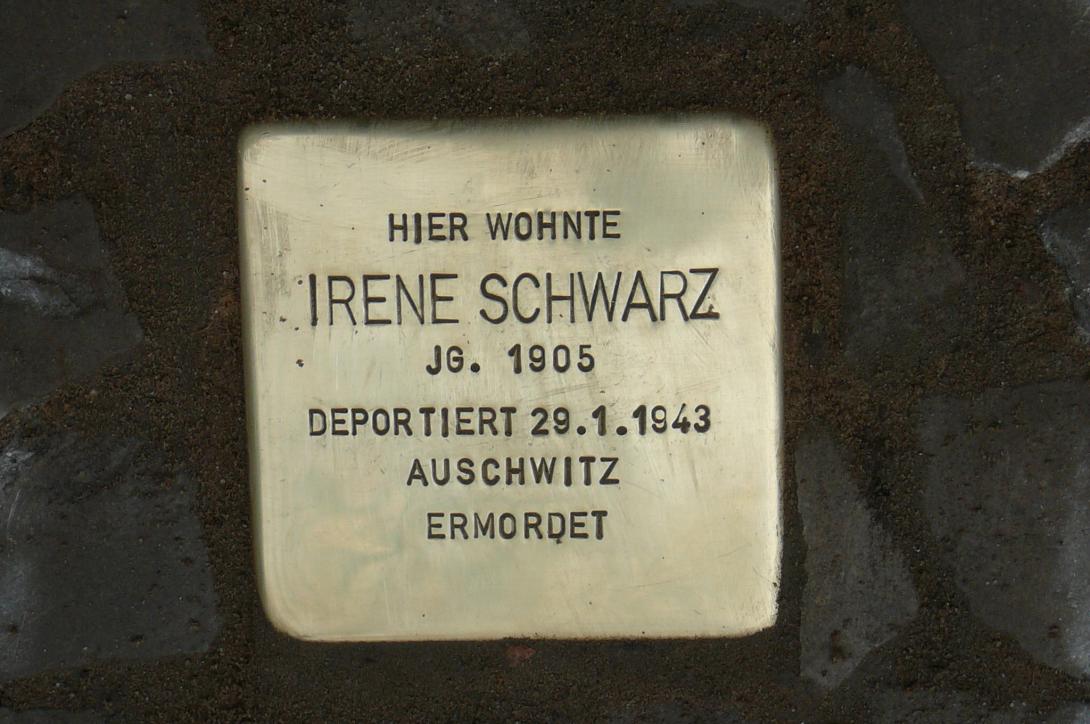 HIER WOHNTE
IRENE SCHWARZ
JG. 1905
DEPORTIERT 29.1.1943
AUSCHWITZ
ERMORDET